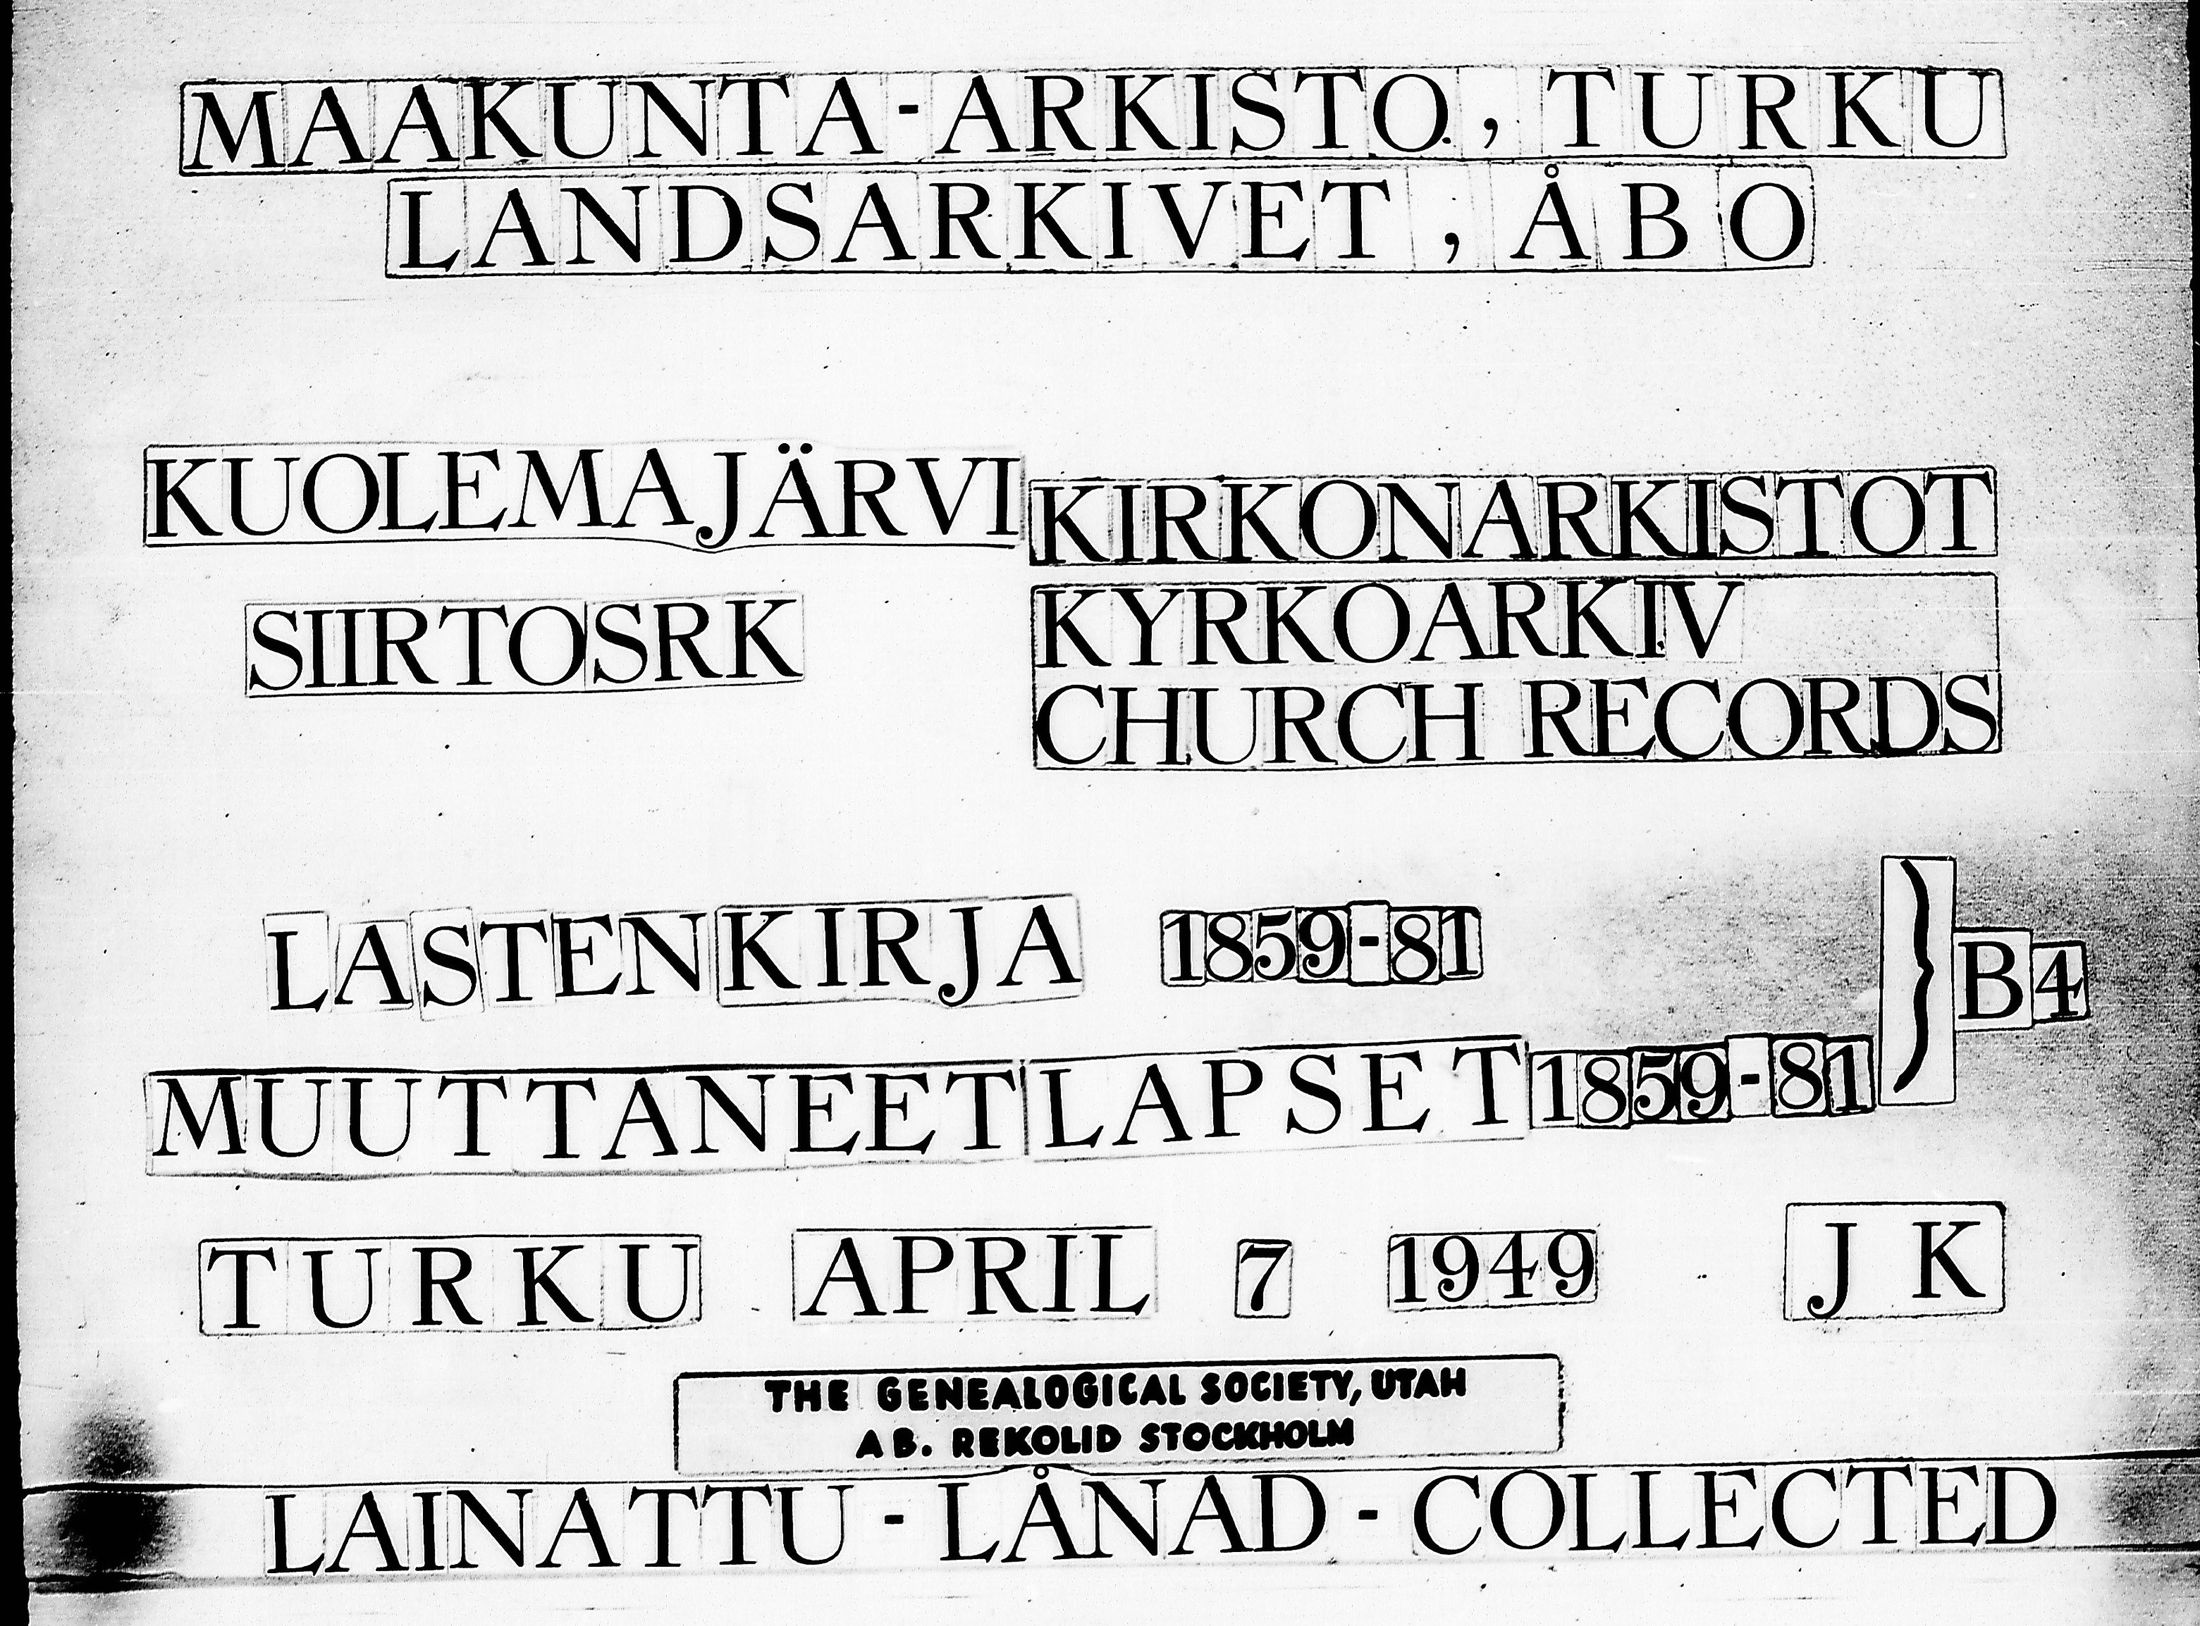 MAAKUNTA-ARKISTO., TURKU
LANDSARKIVET, ÅBO
KUOLEMAJÄRVI KIRKONARKISTOT
SIIRTOSRK KYRKOARKIV
CHURCH RECORDS
LASTENKIRJA 1859-81
} B4
MUUTTANEET LAPSET 1859-81
TURKU APRIL 7 1949 JK
THE GENEALOGICAL SOCIETY, UTAH
AB. REKOLID STOCKHOLM
LAINATTU - LÅNAD - COLLECTED